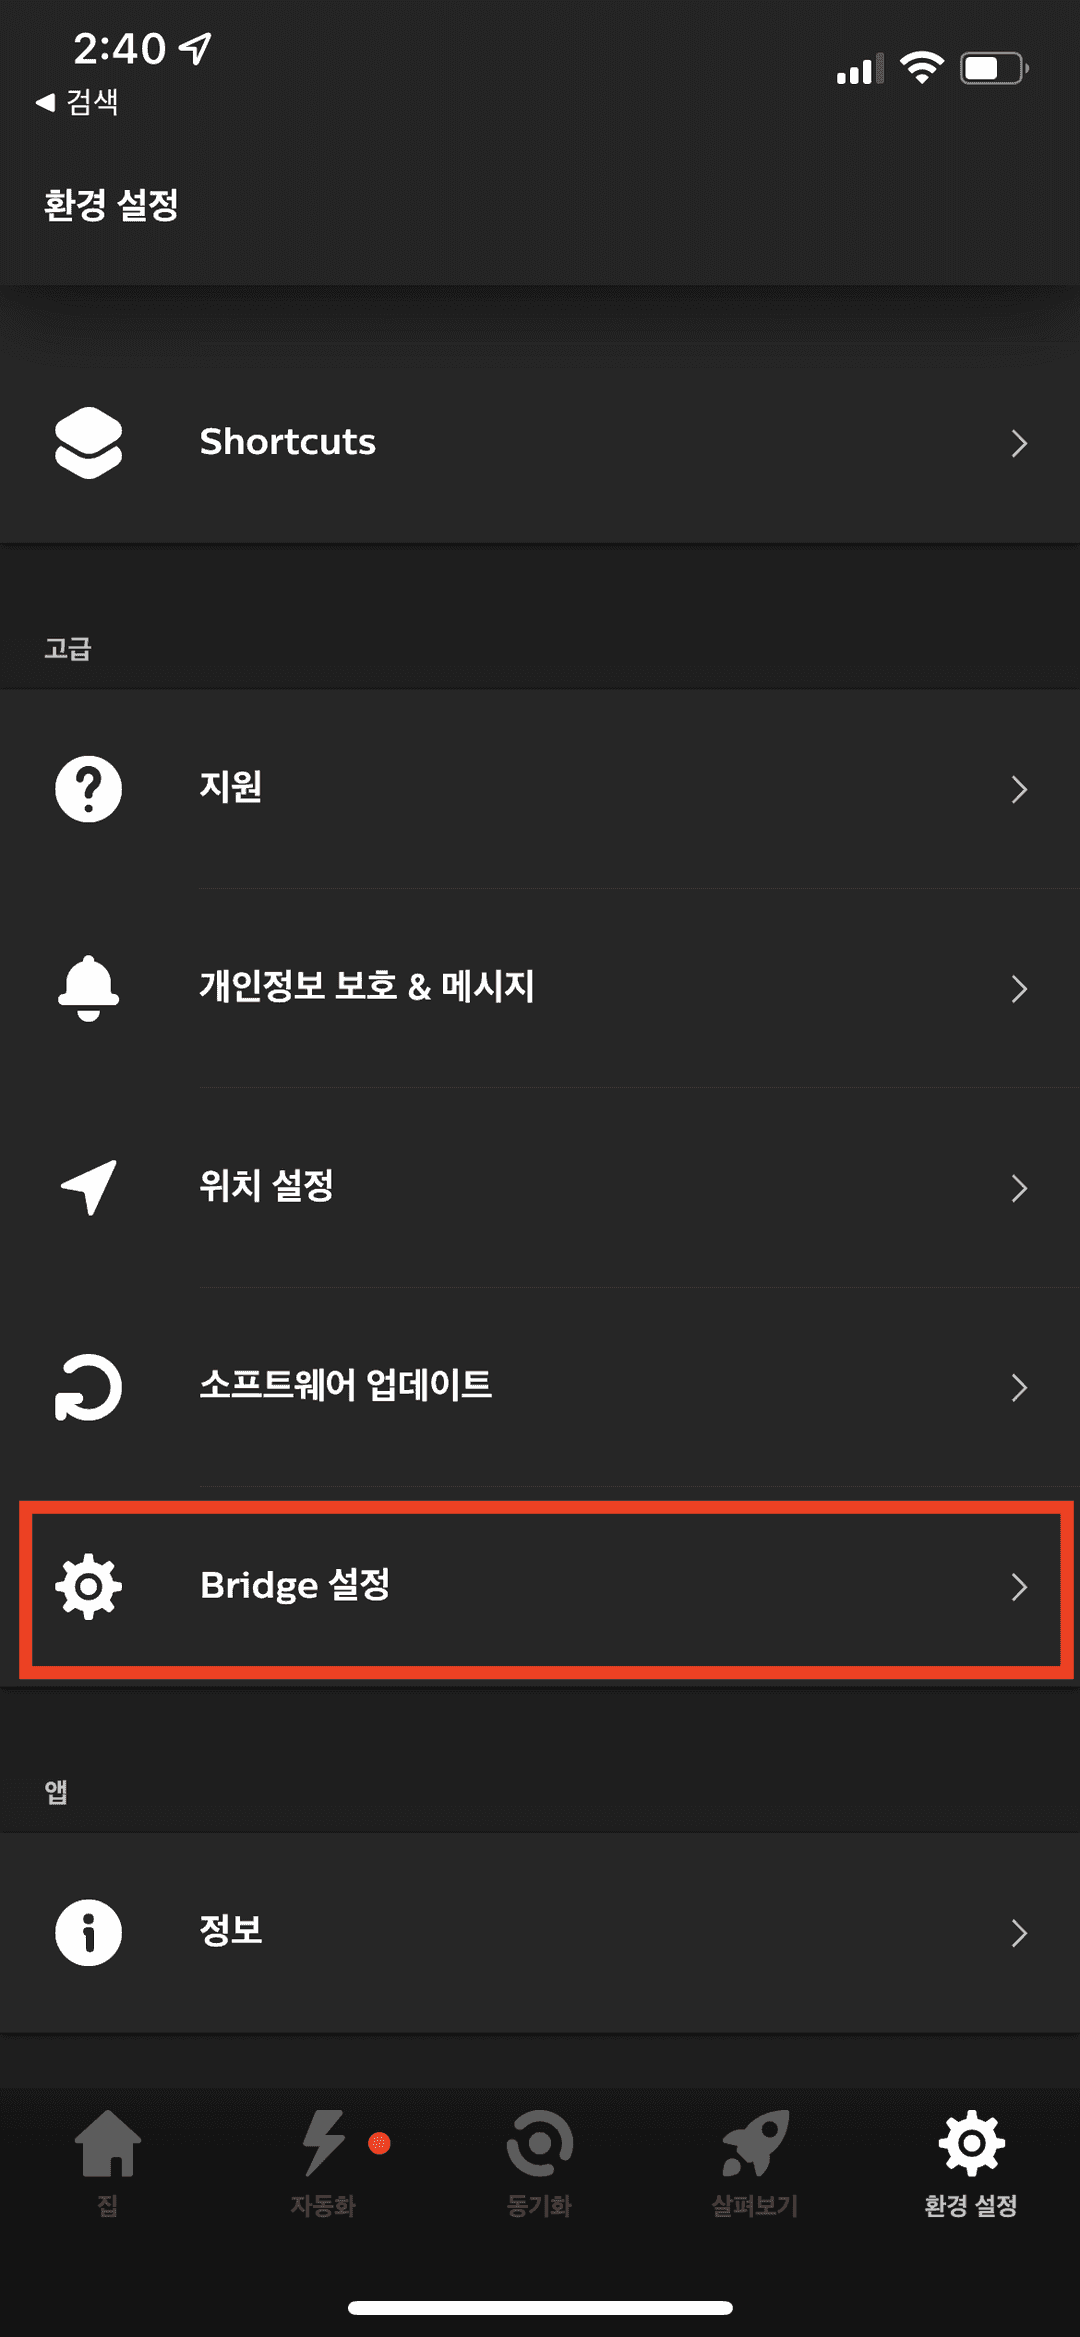 2:40
◀ 검색
환경 설정
Shortcuts
고급
지원
개인정보 보호 & 메시지
위치 설정
소프트웨어 업데이트
Bridge 설정
앱
정보
집
자동화
동기화
살펴보기
환경 설정